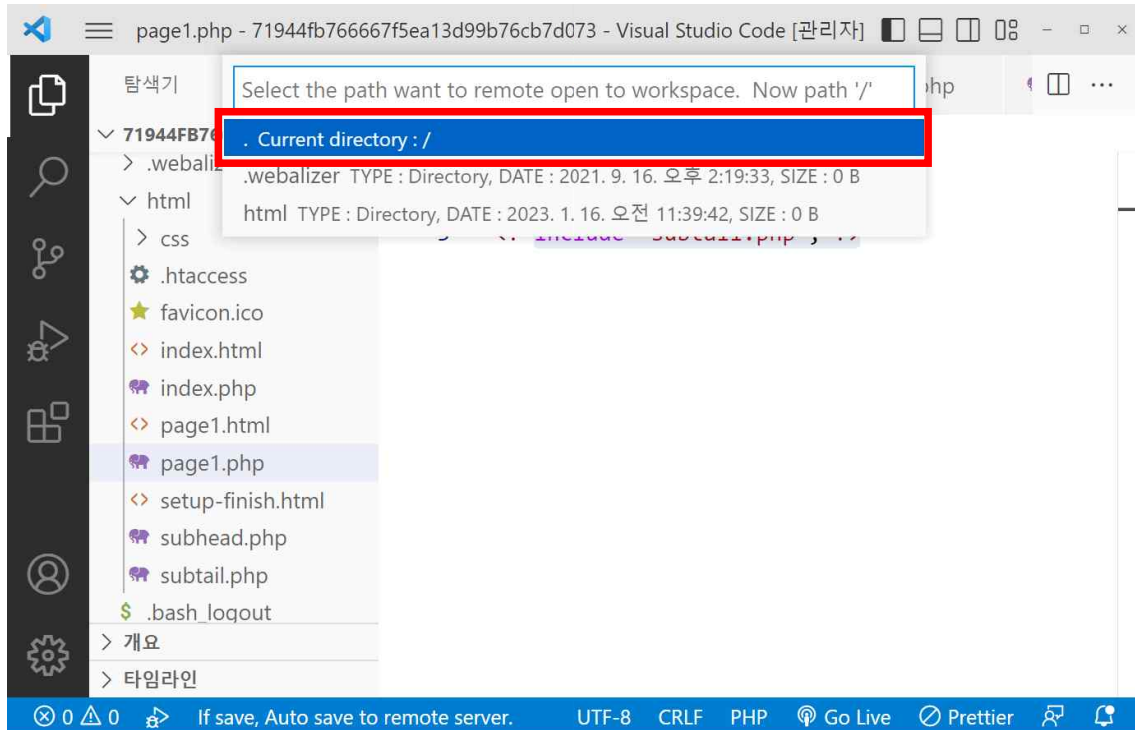 page1.php - 71944fb766667f5ea13d99b76cb7d073 - Visual Studio Code [관리자]
탐색기
Select the path want to remote open to workspace. Now path '/'
php
71944FB76
. Current directory : /
.webaliz
.webalizer TYPE : Directory, DATE : 2021. 9. 16. 오후 2:19:33, SIZE : 0 B
html
html TYPE : Directory, DATE : 2023. 1. 16. 오전 11:39:42, SIZE : 0 B
css
.htaccess
favicon.ico
index.html
index.php
page1.html
page1.php
setup-finish.html
subhead.php
subtail.php
$ .bash_logout
개요
타임라인
0 0 If save, Auto save to remote server. UTF-8 CRLF PHP Go Live Prettier